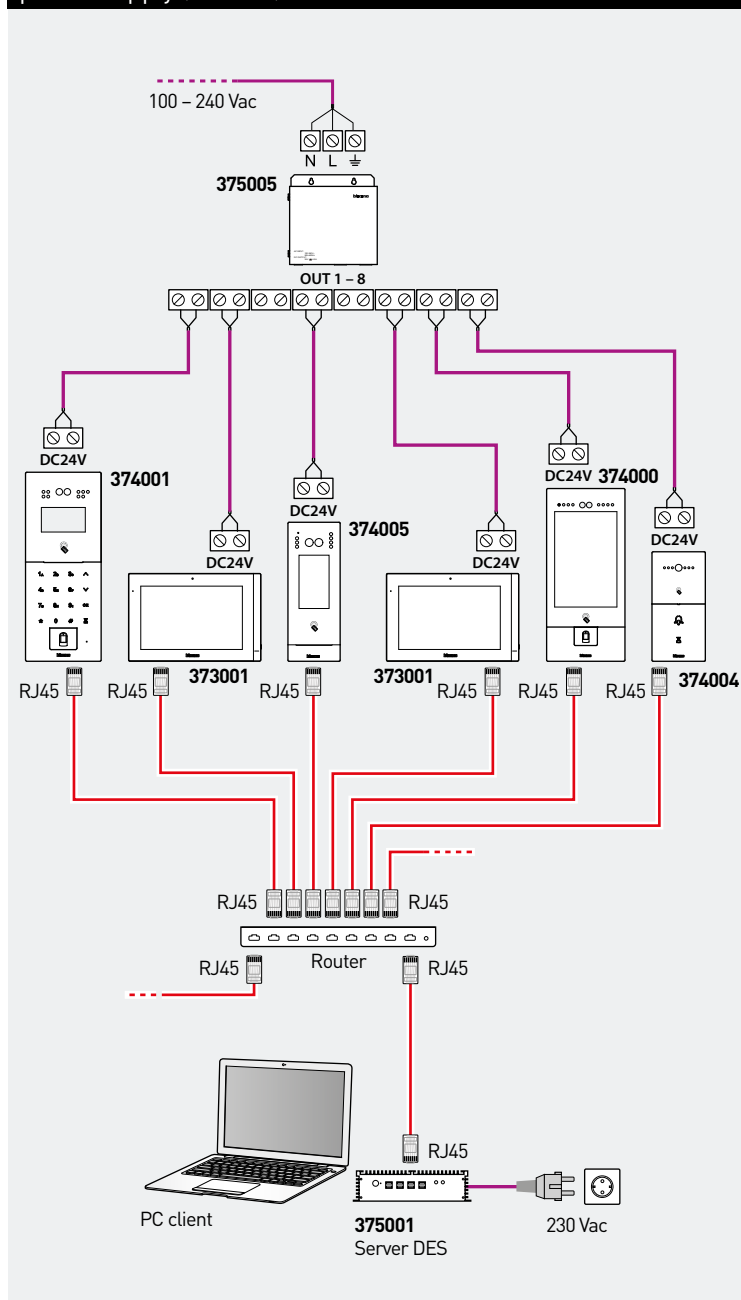 100 – 240 Vac
N L
375005
OUT 1 – 8
DC24V
374001
DC24V
374005
DC24V
DC24V
DC24V
374000
DC24V
373001
373001
374004
RJ45
RJ45
RJ45
RJ45
RJ45
RJ45
RJ45
RJ45
Router
RJ45
RJ45
RJ45
PC client
375001
Server DES
230 Vac